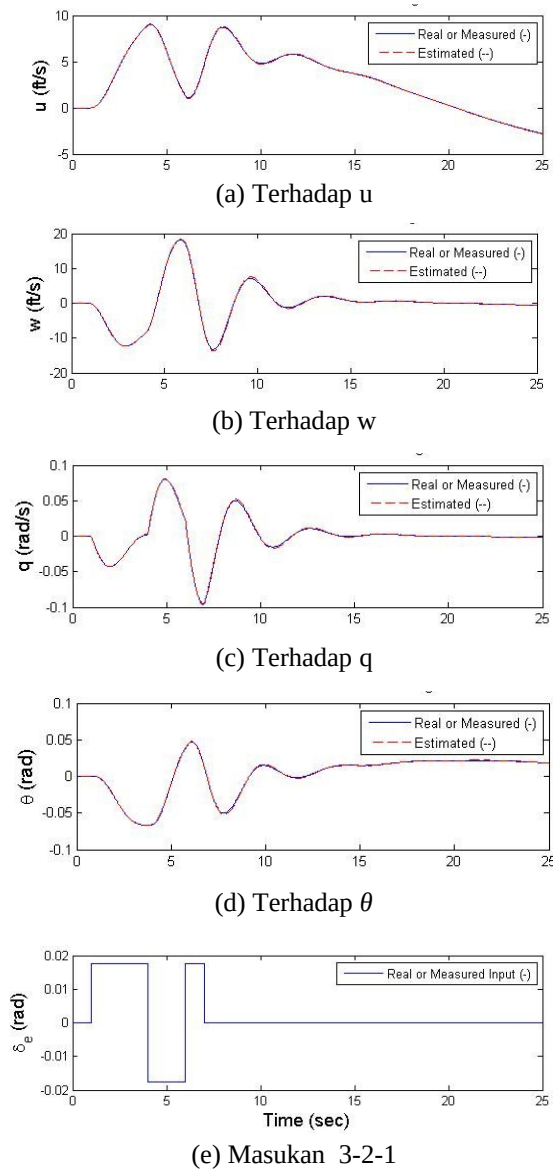 10
5
0
-5
u (ft/s)
Real or Measured (-)
Estimated (--)
0 5 10 15 20 25
(a) Terhadap u
20
10
0
-10
-20
w (ft/s)
Real or Measured (-)
Estimated (--)
0 5 10 15 20 25
(b) Terhadap w
0.1
0.05
0
-0.05
-0.1
q (rad/s)
Real or Measured (-)
Estimated (--)
0 5 10 15 20 25
(c) Terhadap q
0.1
0.05
0
-0.05
-0.1
θ (rad)
Real or Measured (-)
Estimated (--)
0 5 10 15 20 25
(d) Terhadap θ
0.02
0.01
0
-0.01
-0.02
δe (rad)
Real or Measured Input (-)
0 5 10 15 20 25
Time (sec)
(e) Masukan 3-2-1